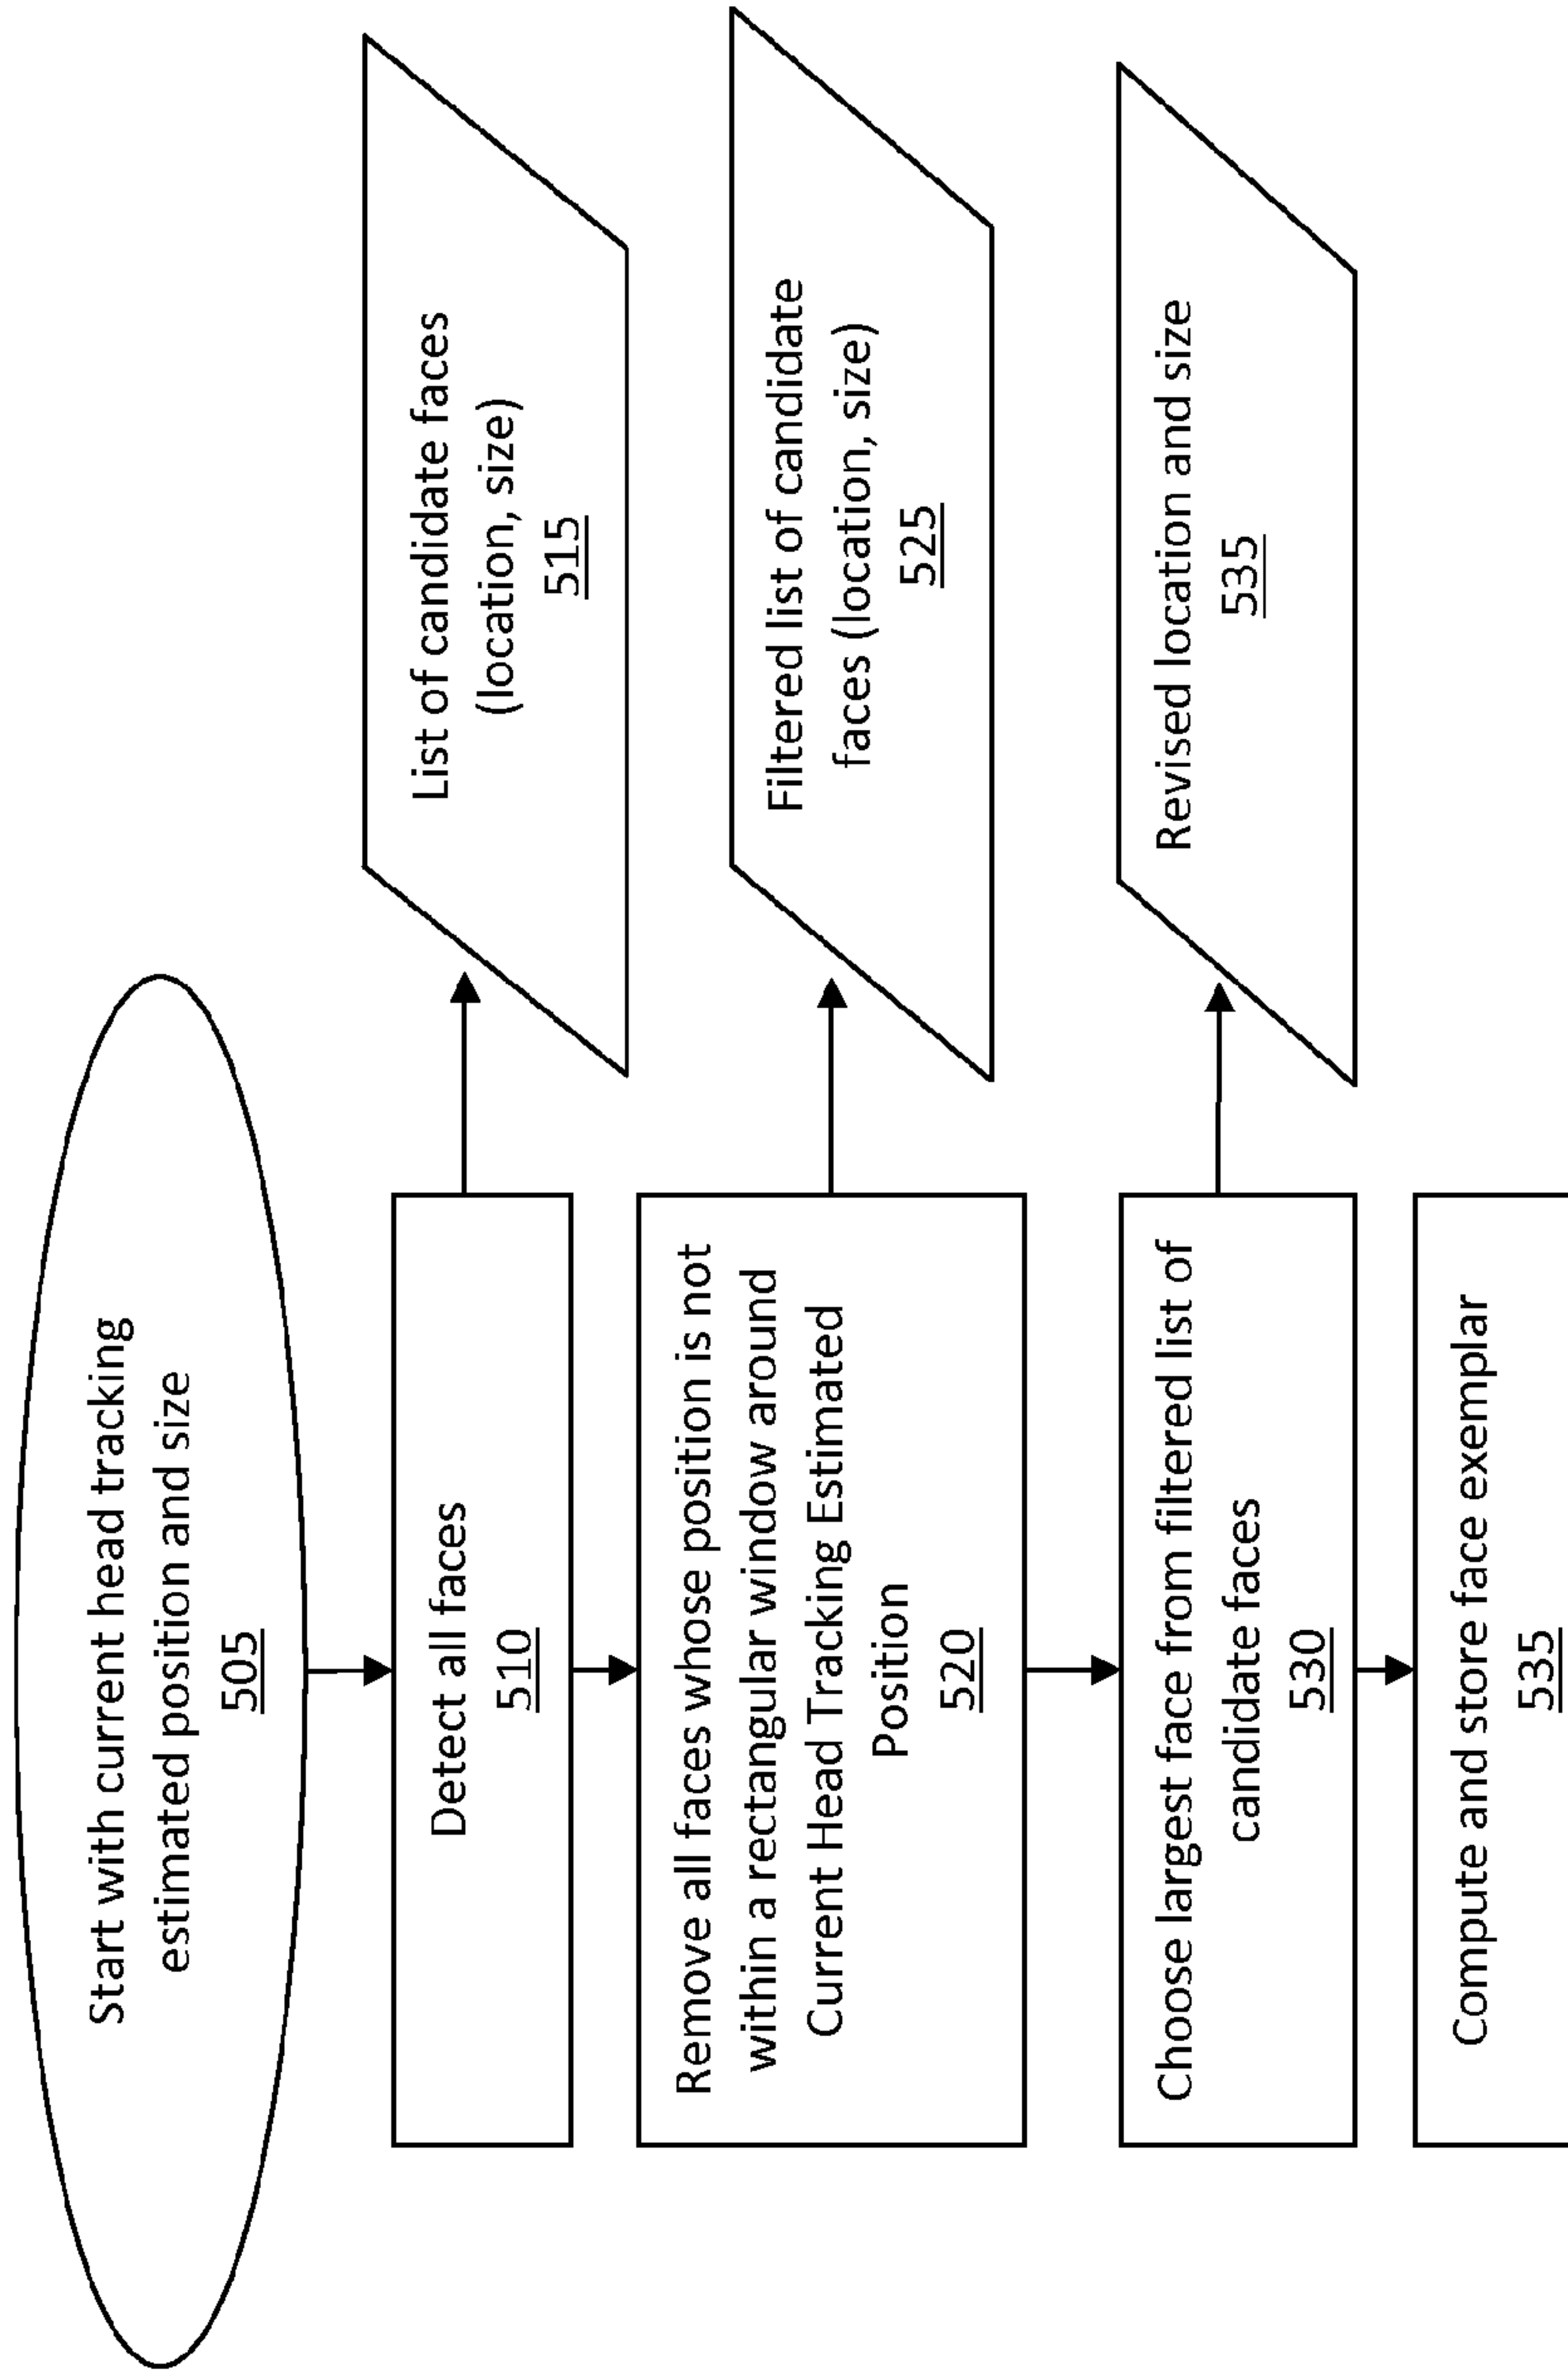 Start with current head tracking
estimated position and size
505
Detect all faces
510
List of candidate faces
(location, size)
515
Remove all faces whose position is not
within a rectangular window around
Current Head Tracking Estimated
Position
520
Filtered list of candidate
faces (location, size)
525
Choose largest face from filtered list of
candidate faces
530
Revised location and size
535
Compute and store face exemplar
535